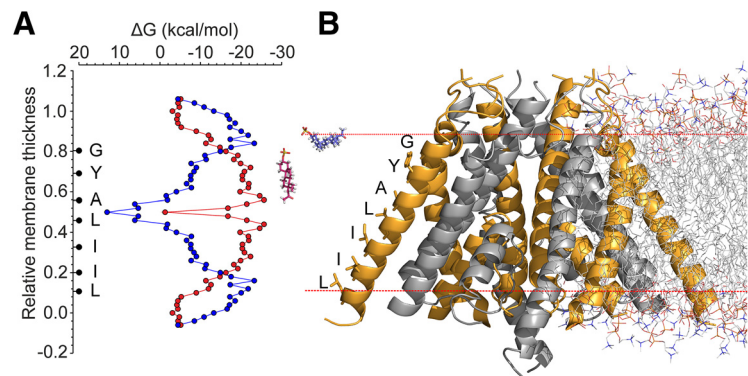 A
ΔG (kcal/mol)
20 10 0 -10 -20 -30
Relative membrane thickness
1.2
1.0
0.8
0.6
0.4
0.2
0.0
-0.2
G
Y
A
L
I
I
L
B
G
Y
A
L
I
I
L